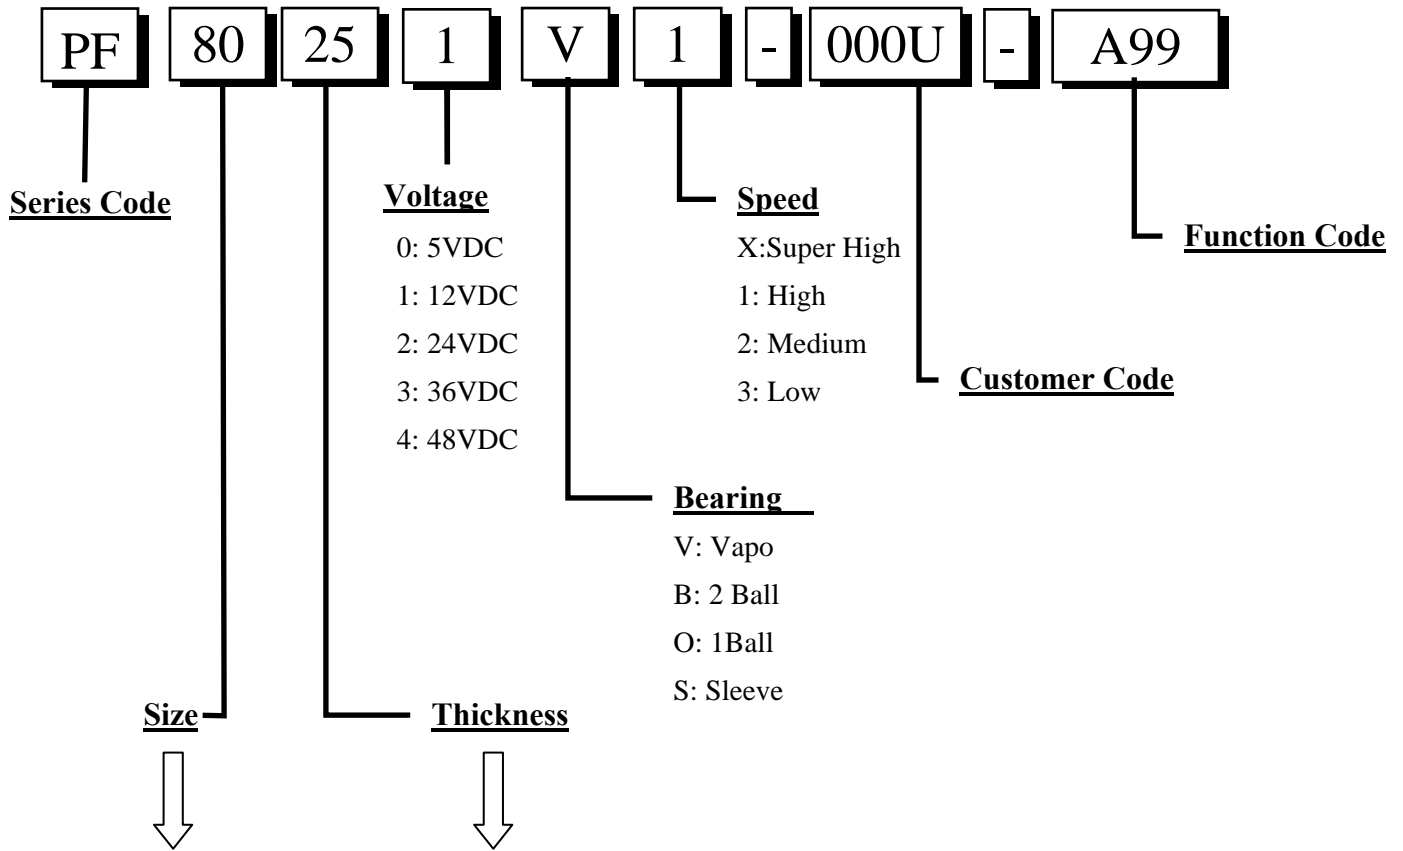 PF 80 25 1 V 1 - 000U - A99
Series Code
Voltage
0: 5VDC
1: 12VDC
2: 24VDC
3: 36VDC
4: 48VDC
Speed
X:Super High
1: High
2: Medium
3: Low
Function Code
Customer Code
Bearing
V: Vapo
B: 2 Ball
O: 1Ball
S: Sleeve
Size
Thickness